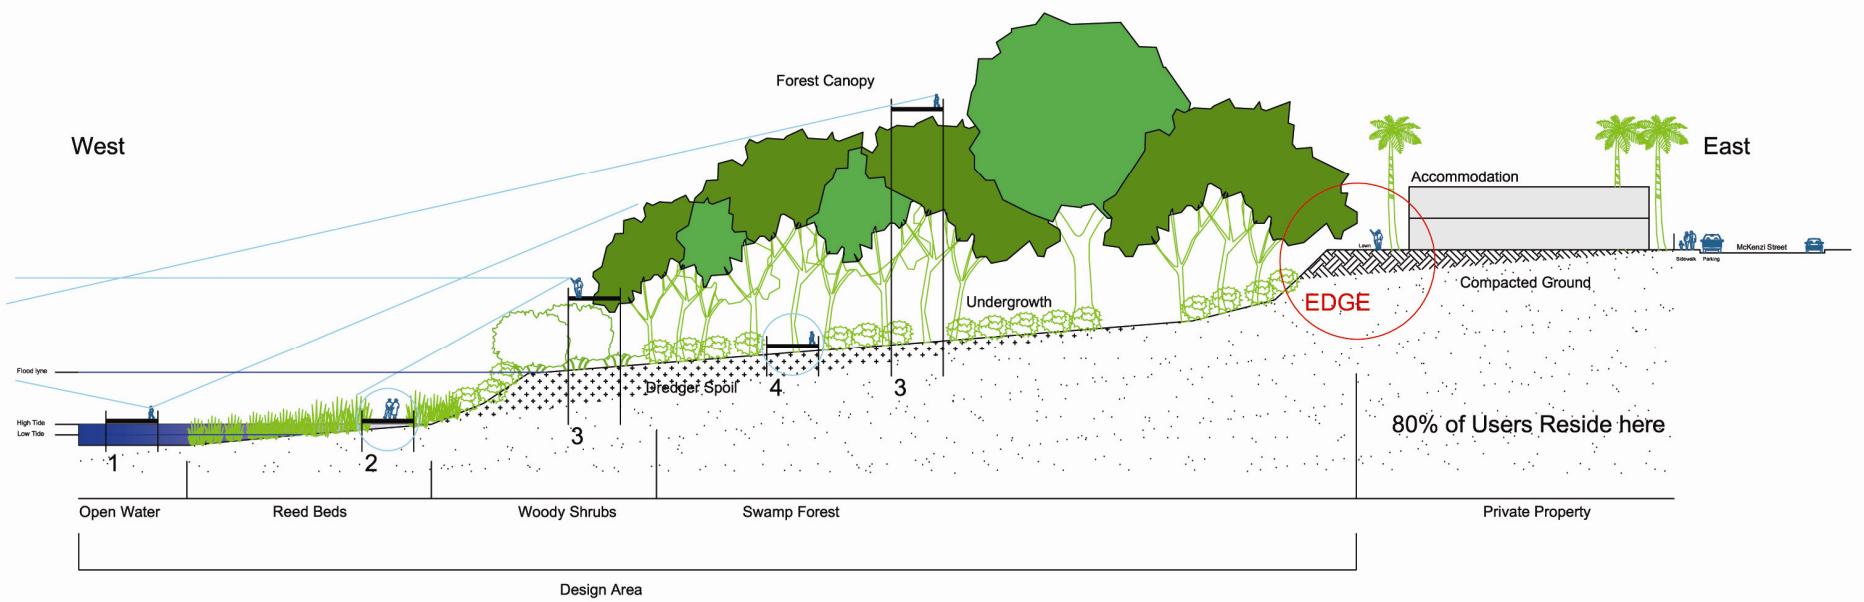 Forest Canopy
West
East
Accommodation
Lawn
McKenzi Street
Sidewalk
Parking
Compacted Ground
EDGE
Undergrowth
Flood lyne
Dredger Spoil
4
3
High Tide
Low Tide
80% of Users Reside here
3
1
2
Open Water
Reed Beds
Woody Shrubs
Swamp Forest
Private Property
Design Area